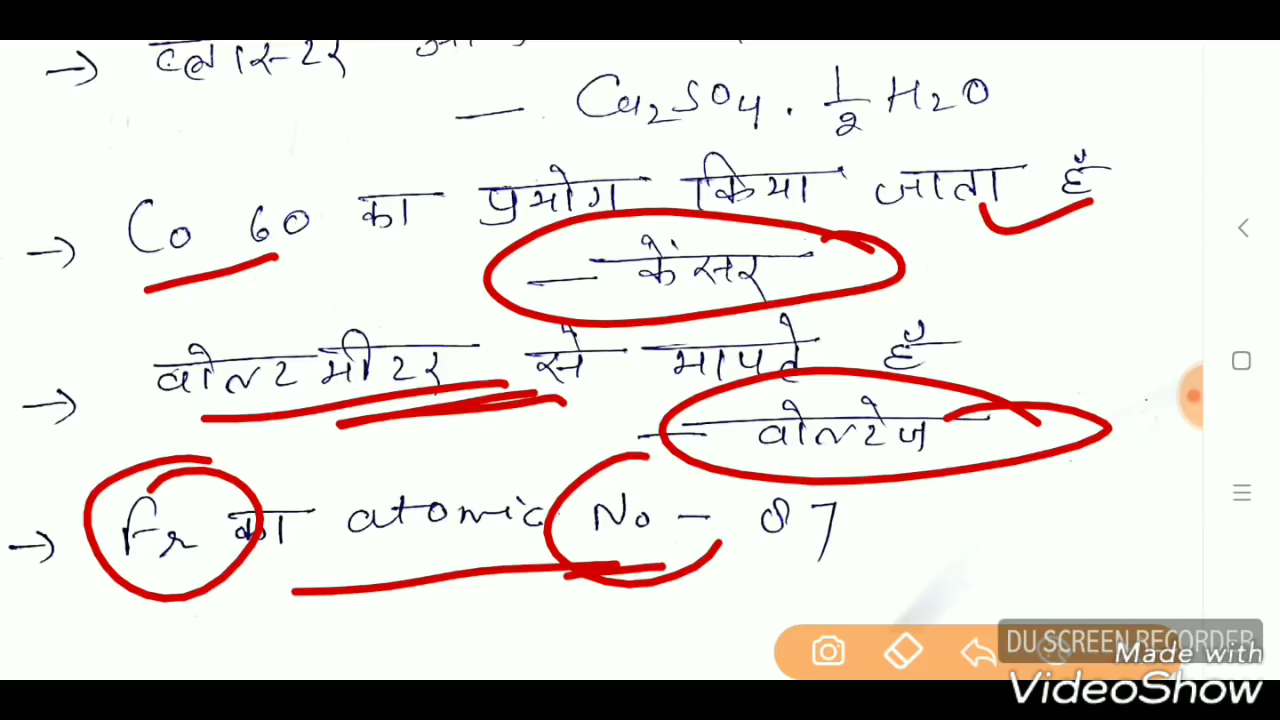 →
— Ca2SO4 . 1/2 H2O
→ Co 60 का प्रयोग किया जाता है
— कैंसर
→ वोल्टमीटर से मापते हैं
— वोल्टेज
→ Fr का atomic No - 87
DU SCREEN RECORDER
Made with
VideoShow